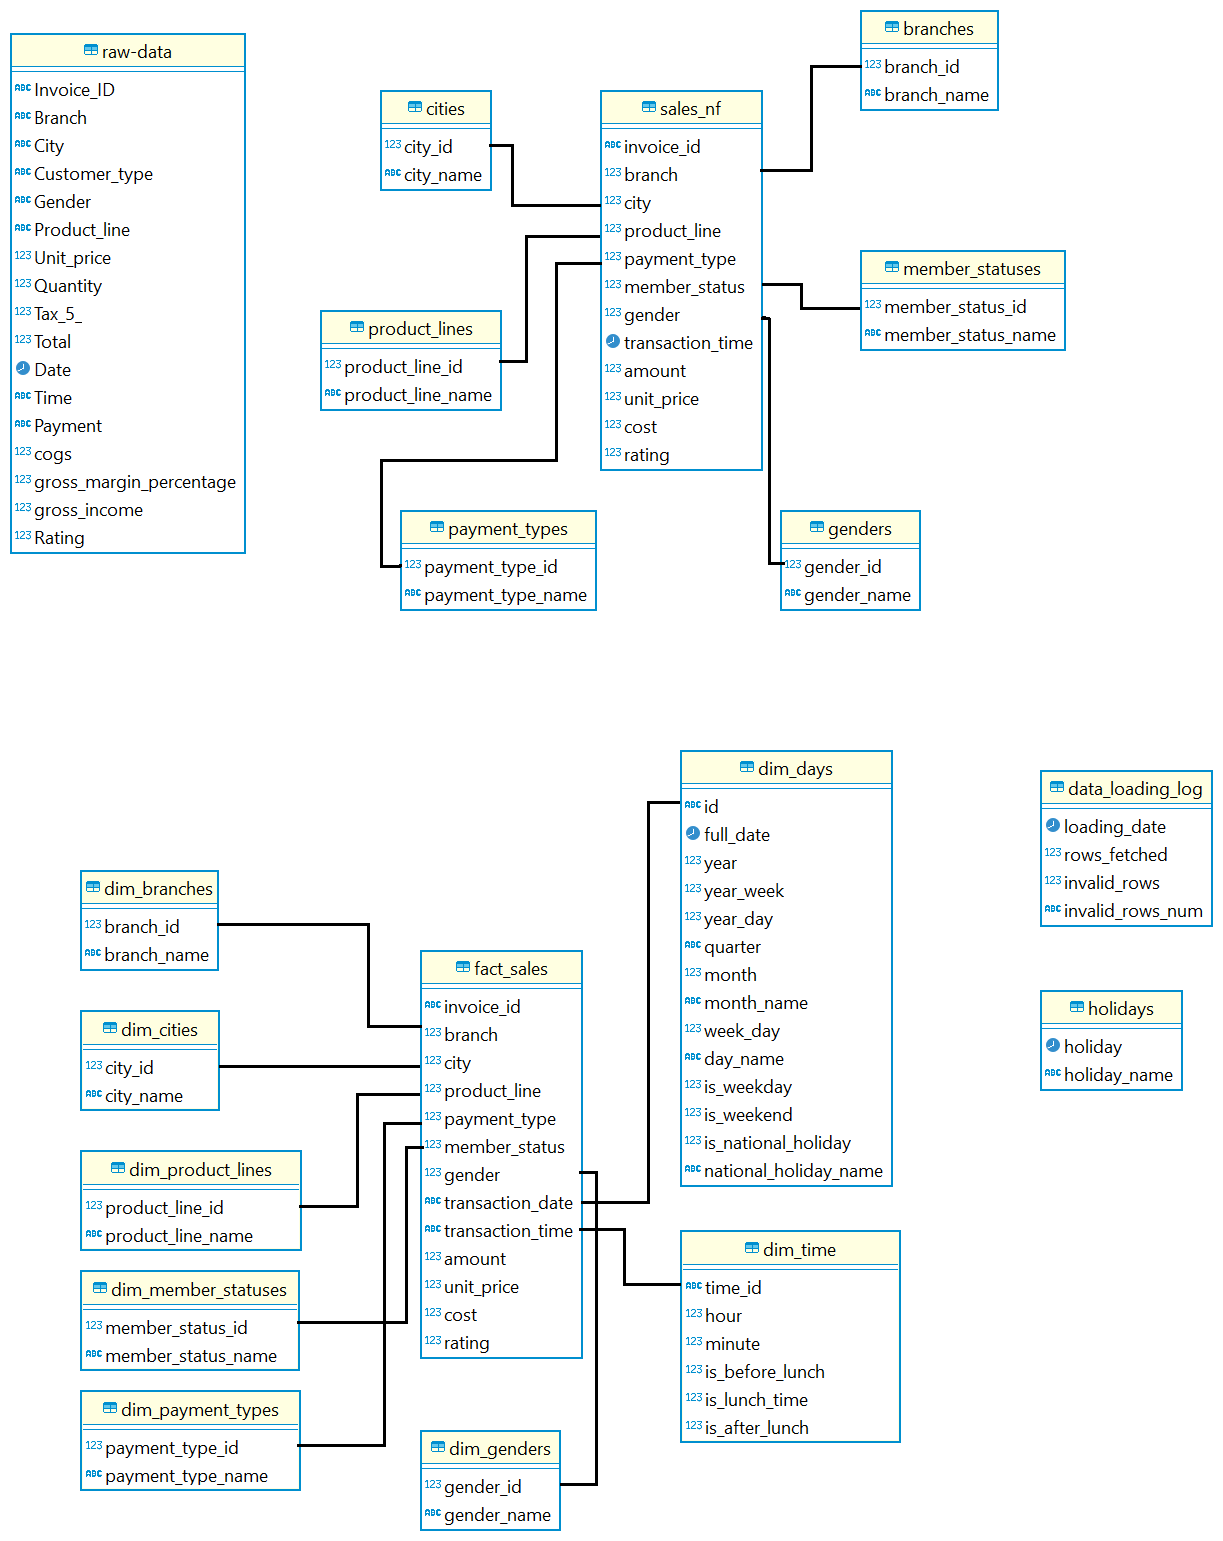 raw-data
ABC Invoice_ID
ABC Branch
ABC City
ABC Customer_type
ABC Gender
ABC Product_line
123 Unit_price
123 Quantity
123 Tax_5_
123 Total
Date
ABC Time
ABC Payment
123 cogs
123 gross_margin_percentage
123 gross_income
123 Rating
cities
123 city_id
ABC city_name
sales_nf
ABC invoice_id
123 branch
123 city
123 product_line
123 payment_type
123 member_status
123 gender
transaction_time
123 amount
123 unit_price
123 cost
123 rating
branches
123 branch_id
ABC branch_name
member_statuses
123 member_status_id
ABC member_status_name
product_lines
123 product_line_id
ABC product_line_name
payment_types
123 payment_type_id
ABC payment_type_name
genders
123 gender_id
ABC gender_name
dim_days
ABC id
full_date
123 year
123 year_week
123 year_day
ABC quarter
123 month
ABC month_name
123 week_day
ABC day_name
123 is_weekday
123 is_weekend
123 is_national_holiday
ABC national_holiday_name
data_loading_log
loading_date
123 rows_fetched
123 invalid_rows
ABC invalid_rows_num
holidays
holiday
ABC holiday_name
dim_branches
123 branch_id
ABC branch_name
dim_cities
123 city_id
ABC city_name
dim_product_lines
123 product_line_id
ABC product_line_name
dim_member_statuses
123 member_status_id
ABC member_status_name
dim_payment_types
123 payment_type_id
ABC payment_type_name
fact_sales
ABC invoice_id
123 branch
123 city
123 product_line
123 payment_type
123 member_status
123 gender
ABC transaction_date
ABC transaction_time
123 amount
123 unit_price
123 cost
123 rating
dim_time
ABC time_id
123 hour
123 minute
123 is_before_lunch
123 is_lunch_time
123 is_after_lunch
dim_genders
123 gender_id
ABC gender_name